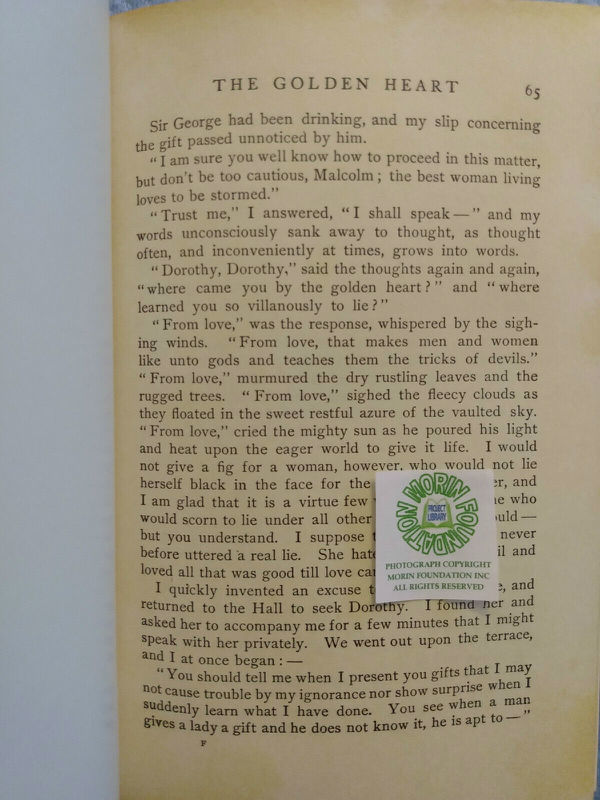 THE GOLDEN HEART 65
Sir George had been drinking, and my slip concerning
the gift passed unnoticed by him.
"I am sure you well know how to proceed in this matter,
but don't be too cautious, Malcolm; the best woman living
loves to be stormed."
"Trust me," I answered, "I shall speak—" and my
words unconsciously sank away to thought, as thought
often, and inconveniently at times, grows into words.
"Dorothy, Dorothy," said the thoughts again and again,
"where came you by the golden heart?" and "where
learned you so villanously to lie?"
"From love," was the response, whispered by the sigh-
ing winds. "From love, that makes men and women
like unto gods and teaches them the tricks of devils."
"From love," murmured the dry rustling leaves and the
rugged trees. "From love," sighed the fleecy clouds as
they floated in the sweet restful azure of the vaulted sky.
"From love," cried the mighty sun as he poured his light
and heat upon the eager world to give it life. I would
not give a fig for a woman, however, who would not lie
herself black in the face for the er, and
I am glad that it is a virtue few who
would scorn to lie under all other ould—
but you understand. I suppose never
before uttered a real lie. She hate il and
loved all that was good till love ca
I quickly invented an excuse t e, and
returned to the Hall to seek Dorothy. I found her and
asked her to accompany me for a few minutes that I might
speak with her privately. We went out upon the terrace,
and I at once began:—
"You should tell me when I present you gifts that I may
not cause trouble by my ignorance nor show surprise when I
suddenly learn what I have done. You see when a man
gives a lady a gift and he does not know it, he is apt to—"
F
MORIN FOUNDATION
PROJECT
LIBRARY
PHOTOGRAPH COPYRIGHT
MORIN FOUNDATION INC
ALL RIGHTS RESERVED